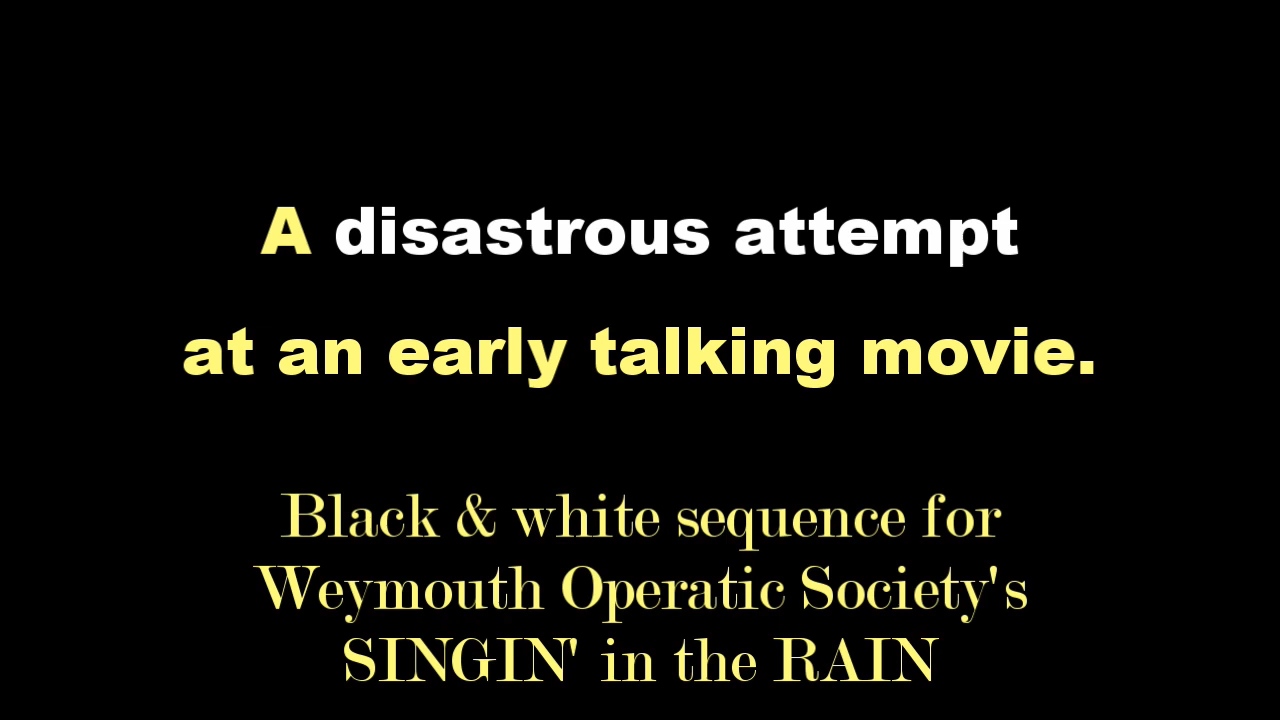 A disastrous attempt
at an early talking movie.
Black & white sequence for
Weymouth Operatic Society's
SINGIN' in the RAIN